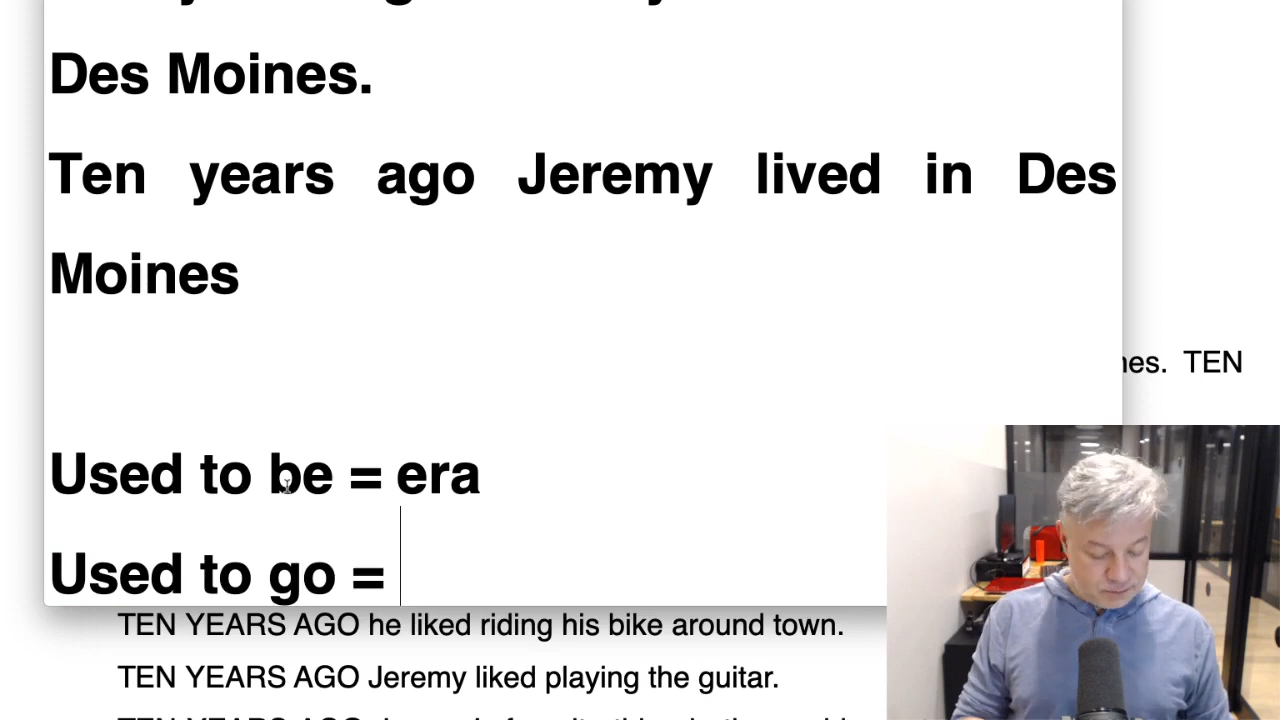 Des Moines.
Ten years ago Jeremy lived in Des
Moines
nes. TEN
Used to be = era
Used to go =
TEN YEARS AGO he liked riding his bike around town.
TEN YEARS AGO Jeremy liked playing the guitar.